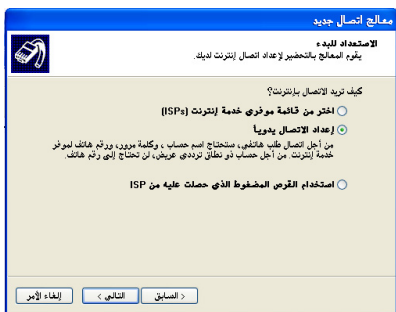 معالج اتصال جديد
الاستعداد للبدء
يقوم المعالج بالتحضير لإعداد اتصال إنترنت لديك.
كيف تريد الاتصال بإنترنت؟
اختر من قائمة موفري خدمة إنترنت (ISPs)
إعداد الاتصال يدويا
من أجل اتصال طلب هاتفي، ستحتاج اسم حساب ، وكلمة مرور، ورقم هاتف لموفر
خدمة إنترنت. من أجل حساب ذو نطاق ترددي عريض، لن تحتاج إلى رقم هاتف.
استخدام القرص المضغوط الذي حصلت عليه من ISP
< السابق
التالي >
إلغاء الأمر